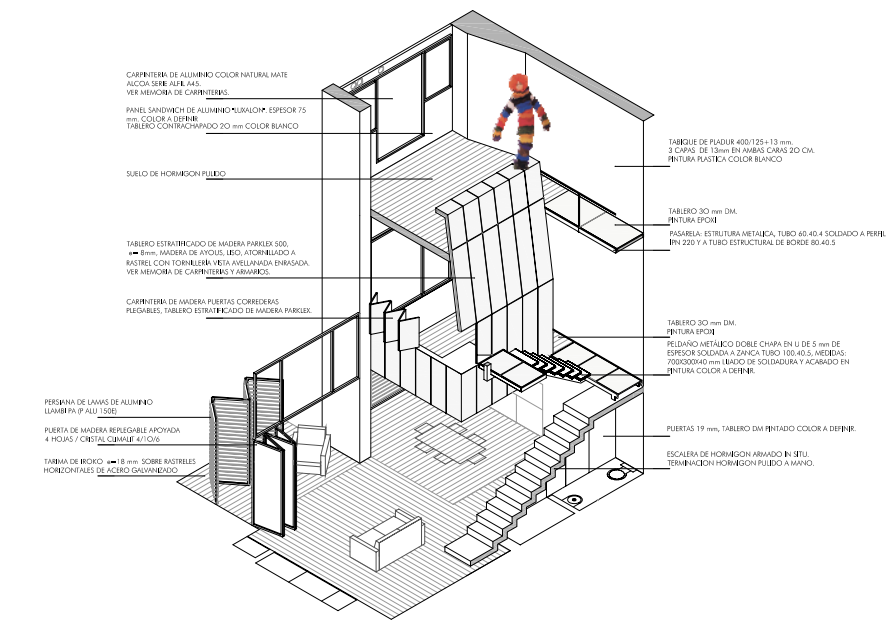 CARPINTERIA DE ALUMINIO COLOR NATURAL MATE
ALCOA SERIE ALFIL A45.
VER MEMORIA DE CARPINTERIAS.
PANEL SANDWICH DE ALUMINIO "LUXALON". ESPESOR 75
mm. COLOR A DEFINIR
TABLERO CONTRACHAPADO 20 mm COLOR BLANCO
SUELO DE HORMIGON PULIDO
TABLERO ESTRATIFICADO DE MADERA PARKLEX 500,
e= 8mm, MADERA DE AYOUS, LISO, ATORNILLADO A
RASTREL CON TORNILLERÍA VISTA AVELLANADA ENRASADA.
VER MEMORIA DE CARPINTERIAS Y ARMARIOS.
CARPINTERIA DE MADERA PUERTAS CORREDERAS
PLEGABLES, TABLERO ESTRATIFICADO DE MADERA PARKLEX.
PERSIANA DE LAMAS DE ALUMINIO
LLAMBI PA (P ALU 150E)
PUERTA DE MADERA REPLEGABLE APOYADA
4 HOJAS / CRISTAL CLIMALIT 4/10/6
TARIMA DE IROKO e=18 mm SOBRE RASTRELES
HORIZONTALES DE ACERO GALVANIZADO
TABIQUE DE PLADUR 400/125+13 mm.
3 CAPAS DE 13mm EN AMBAS CARAS 20 CM.
PINTURA PLASTICA COLOR BLANCO
TABLERO 30 mm DM.
PINTURA EPOXI
PASARELA: ESTRUTURA METALICA, TUBO 60.40.4 SOLDADO A PERFIL
IPN 220 Y A TUBO ESTRUCTURAL DE BORDE 80.40.5
TABLERO 30 mm DM.
PINTURA EPOXI
PELDAÑO METÁLICO DOBLE CHAPA EN U DE 5 mm DE
ESPESOR SOLDADA A ZANCA TUBO 100.40.5, MEDIDAS:
700X300X40 mm LIJADO DE SOLDADURA Y ACABADO EN
PINTURA COLOR A DEFINIR.
PUERTAS 19 mm, TABLERO DM PINTADO COLOR A DEFINIR.
ESCALERA DE HORMIGON ARMADO IN SITU.
TERMINACION HORMIGON PULIDO A MANO.